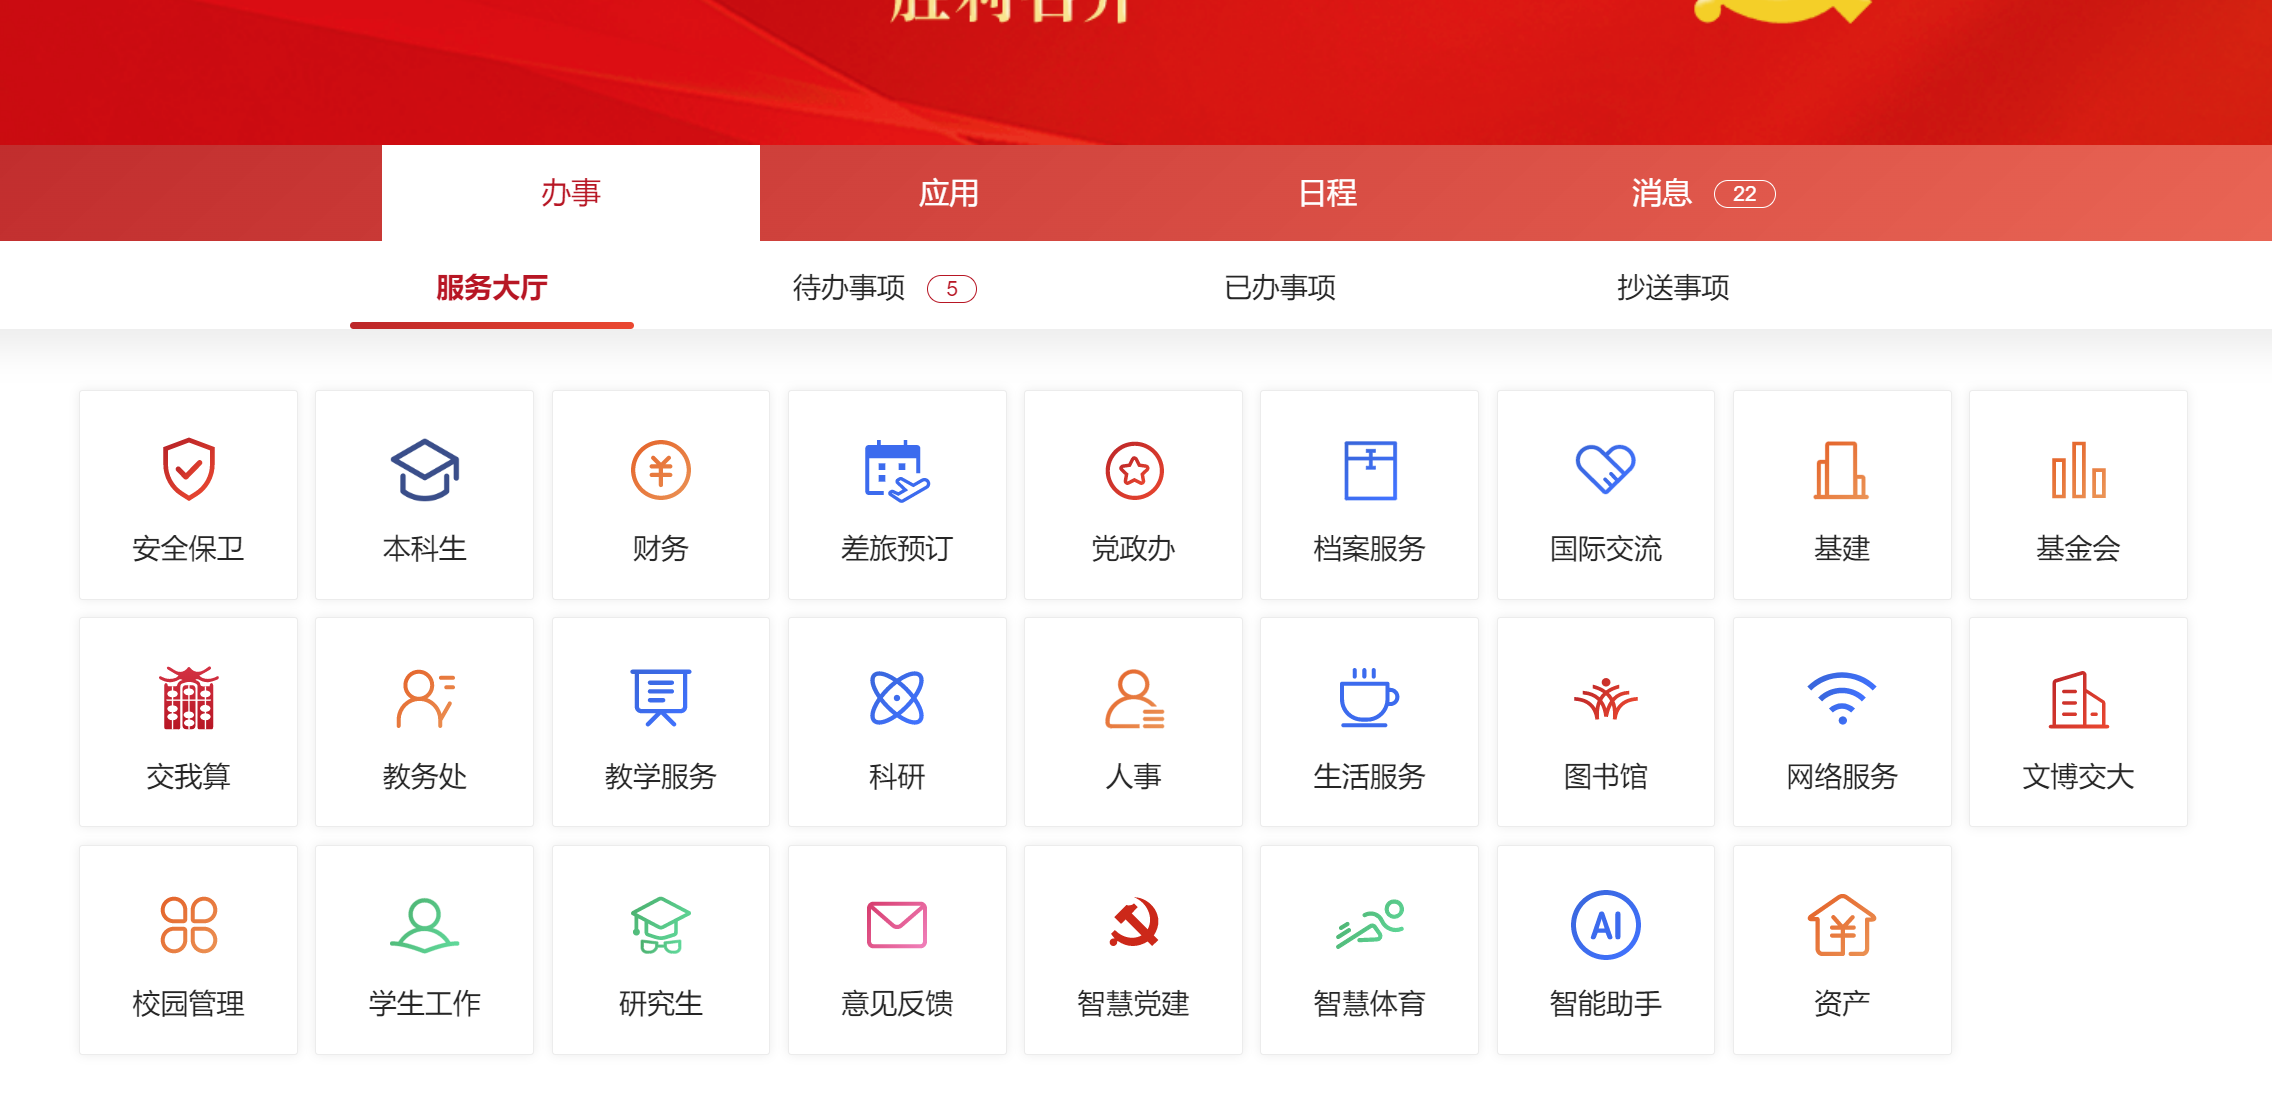 胜利召开
办事 应用 日程 消息 22
服务大厅 待办事项 5 已办事项 抄送事项
安全保卫 本科生 财务 差旅预订 党政办 档案服务 国际交流 基建 基金会
交我算 教务处 教学服务 科研 人事 生活服务 图书馆 网络服务 文博交大
AI
校园管理 学生工作 研究生 意见反馈 智慧党建 智慧体育 智能助手 资产